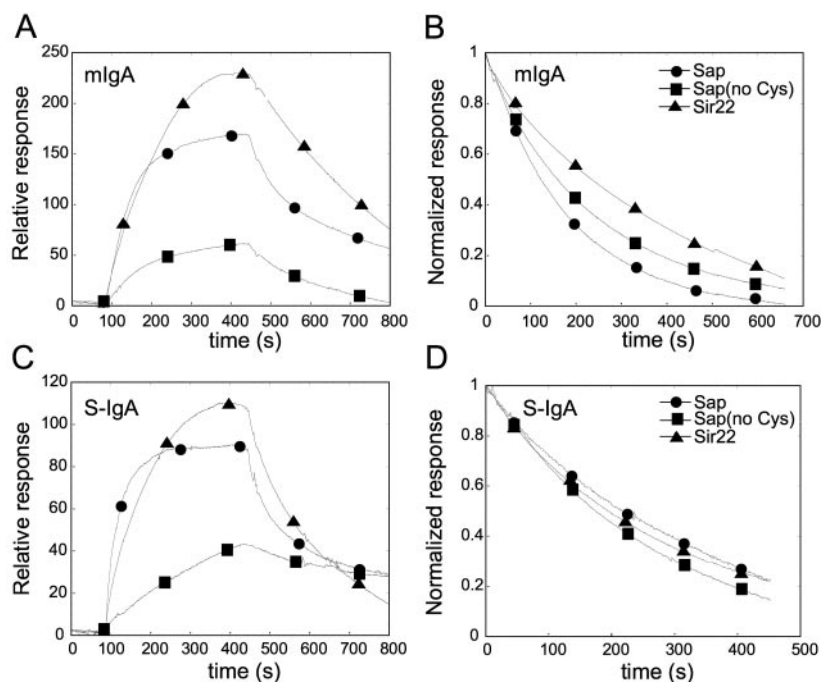 A
mIgA
Relative response
250
200
150
100
50
0
0 100 200 300 400 500 600 700 800
time (s)
B
mIgA
Sap
Sap(no Cys)
Sir22
Normalized response
1
0.8
0.6
0.4
0.2
0
0 100 200 300 400 500 600 700
time (s)
C
S-IgA
Relative response
120
100
80
60
40
20
0
0 100 200 300 400 500 600 700 800
time (s)
D
S-IgA
Sap
Sap(no Cys)
Sir22
Normalized response
1
0.8
0.6
0.4
0.2
0
0 100 200 300 400 500
time (s)